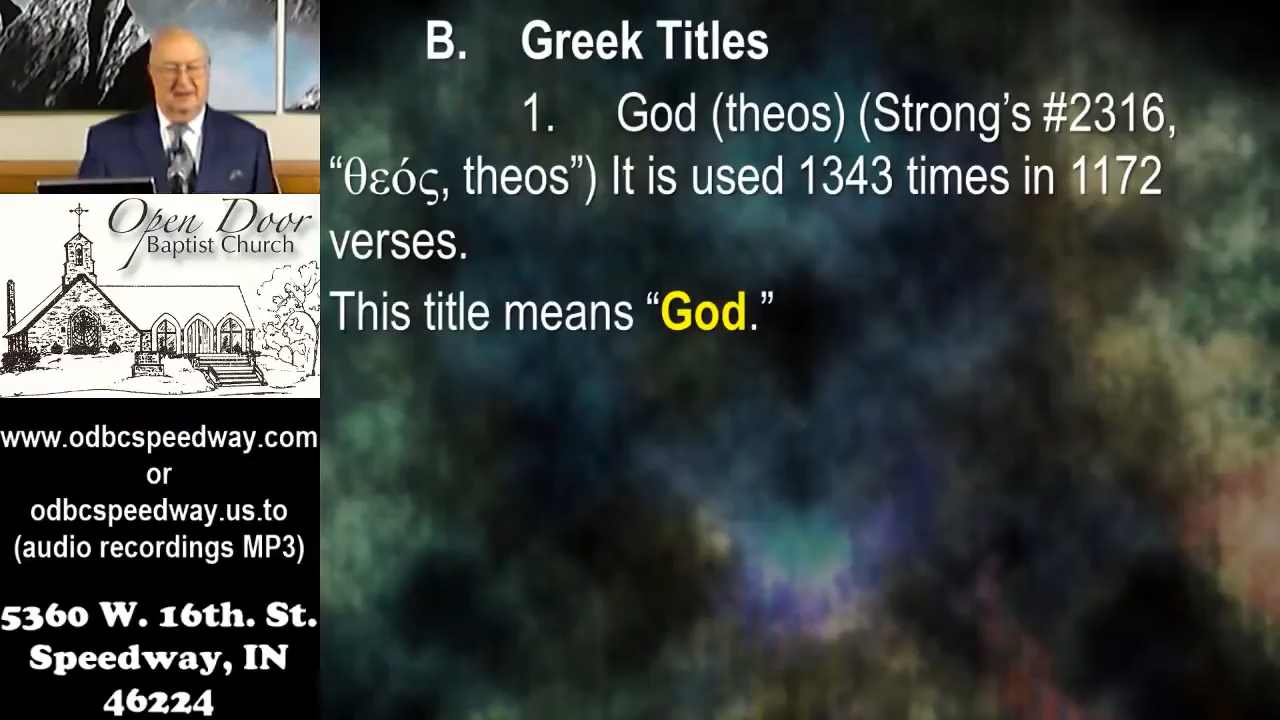 Open Door
Baptist Church
www.odbcspeedway.com
or
odbcspeedway.us.to
(audio recordings MP3)
5360 W. 16th. St.
Speedway, IN
46224
B. Greek Titles
1. God (theos) (Strong’s #2316,
“θεός, theos”) It is used 1343 times in 1172
verses.
This title means “God.”